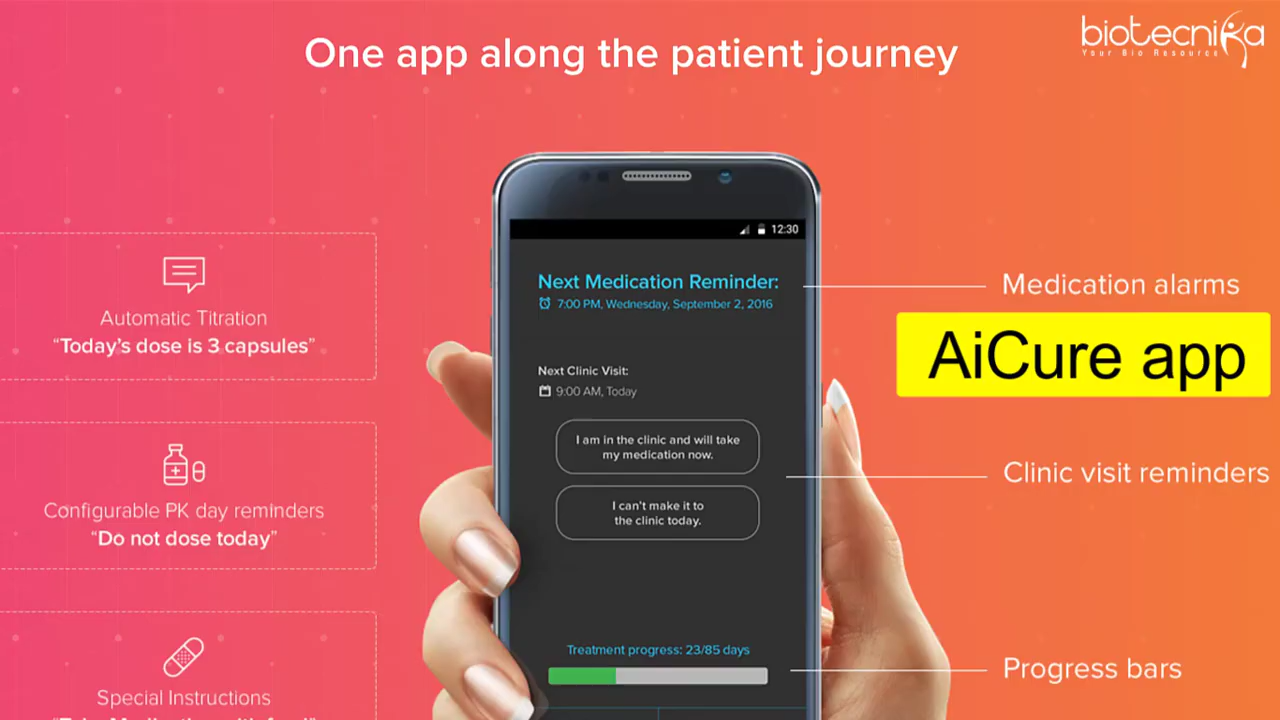 One app along the patient journey
biotecnika
Your Bio Resource
Automatic Titration
“Today's dose is 3 capsules”
Configurable PK day reminders
“Do not dose today”
Special Instructions
12:30
Next Medication Reminder:
7:00 PM, Wednesday, September 2, 2016
Next Clinic Visit:
9:00 AM, Today
I am in the clinic and will take
my medication now.
I can't make it to
the clinic today.
Treatment progress: 23/85 days
Medication alarms
AiCure app
Clinic visit reminders
Progress bars